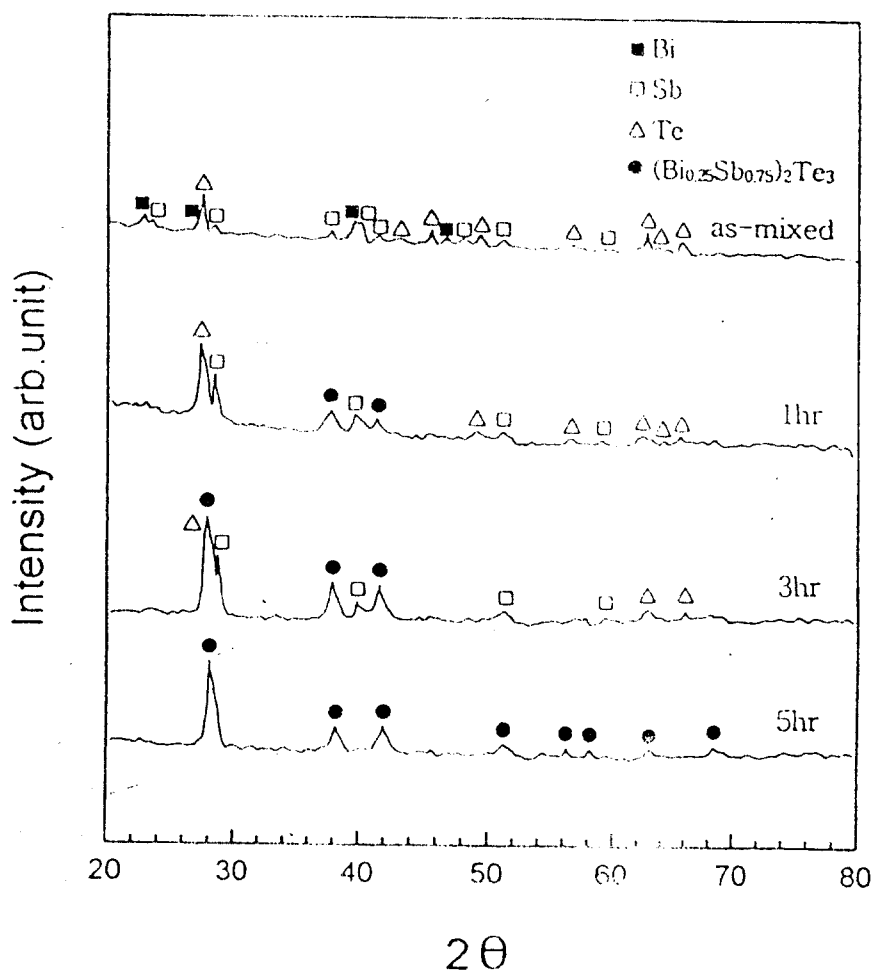 Bi
Sb
Te
(Bi0.25Sb0.75)2Te3
as-mixed
1hr
3hr
5hr
Intensity (arb.unit)
20 30 40 50 60 70 80
2θ